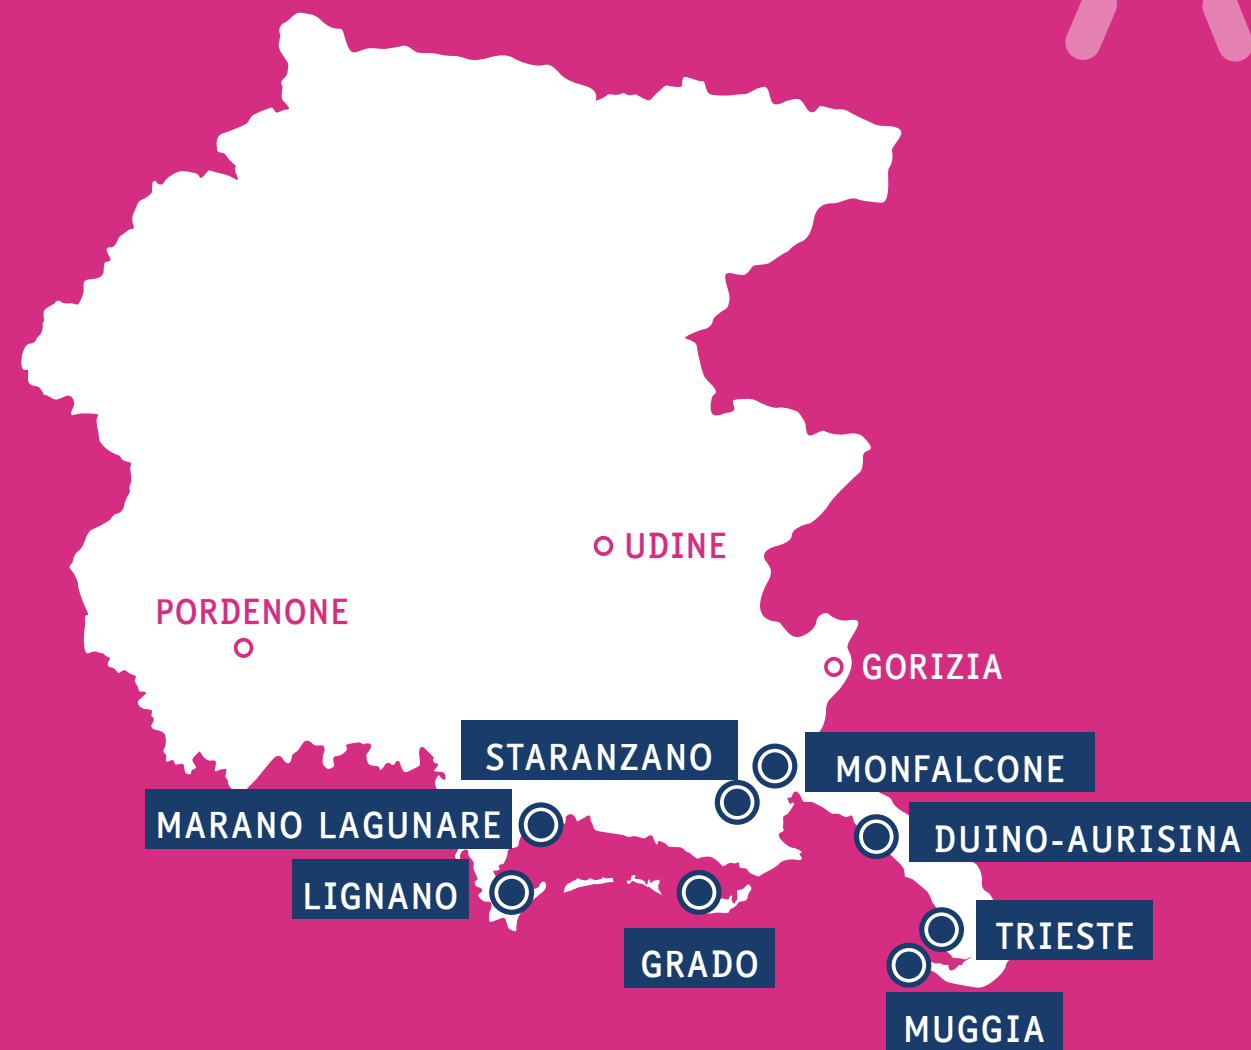 UDINE
PORDENONE
GORIZIA
STARANZANO
MONFALCONE
MARANO LAGUNARE
DUINO-AURISINA
LIGNANO
TRIESTE
GRADO
MUGGIA